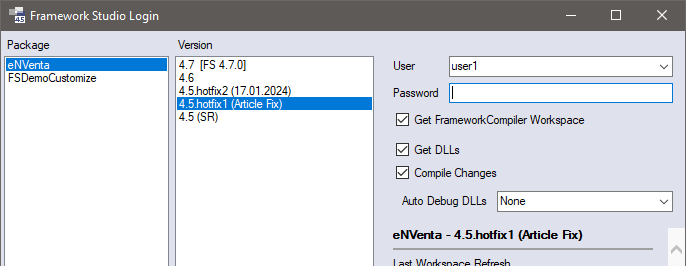 4.5
Framework Studio Login
Package
Version
eNVenta
FSDemoCustomize
4.7 [FS 4.7.0]
4.6
4.5.hotfix2 (17.01.2024)
4.5.hotfix1 (Article Fix)
4.5 (SR)
User
user1
Password
Get FrameworkCompiler Workspace
Get DLLs
Compile Changes
Auto Debug DLLs
None
eNVenta - 4.5.hotfix1 (Article Fix)
Last Workspace Refresh